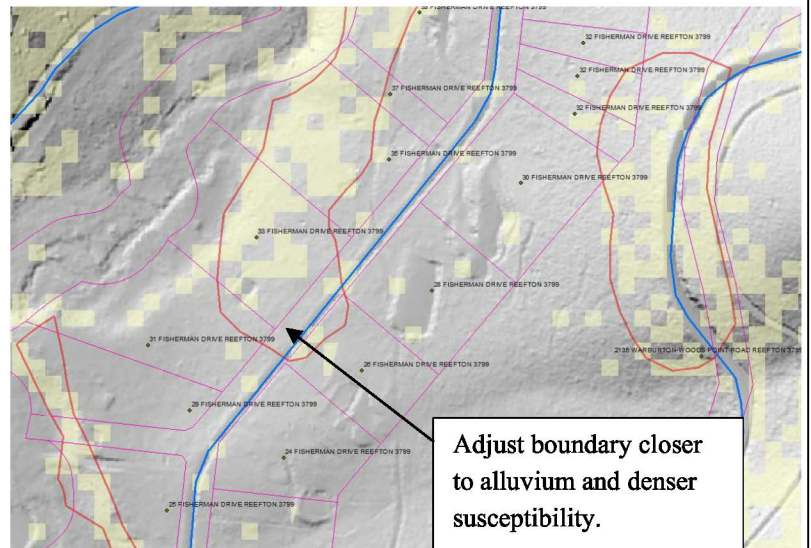 35 FISHERMAN DRIVE REEFTON 3799
32 FISHERMAN DRIVE REEFTON 3799
32 FISHERMAN DRIVE REEFTON 3799
37 FISHERMAN DRIVE REEFTON 3799
32 FISHERMAN DRIVE REEFTON 3799
35 FISHERMAN DRIVE REEFTON 3799
30 FISHERMAN DRIVE REEFTON 3799
33 FISHERMAN DRIVE REEFTON 3799
28 FISHERMAN DRIVE REEFTON 3799
31 FISHERMAN DRIVE REEFTON 3799
2135 WARBURTON-WOODS POINT ROAD REEFTON 3799
26 FISHERMAN DRIVE REEFTON 3799
29 FISHERMAN DRIVE REEFTON 3799
24 FISHERMAN DRIVE REEFTON 3799
25 FISHERMAN DRIVE REEFTON 3799
Adjust boundary closer
to alluvium and denser
susceptibility.